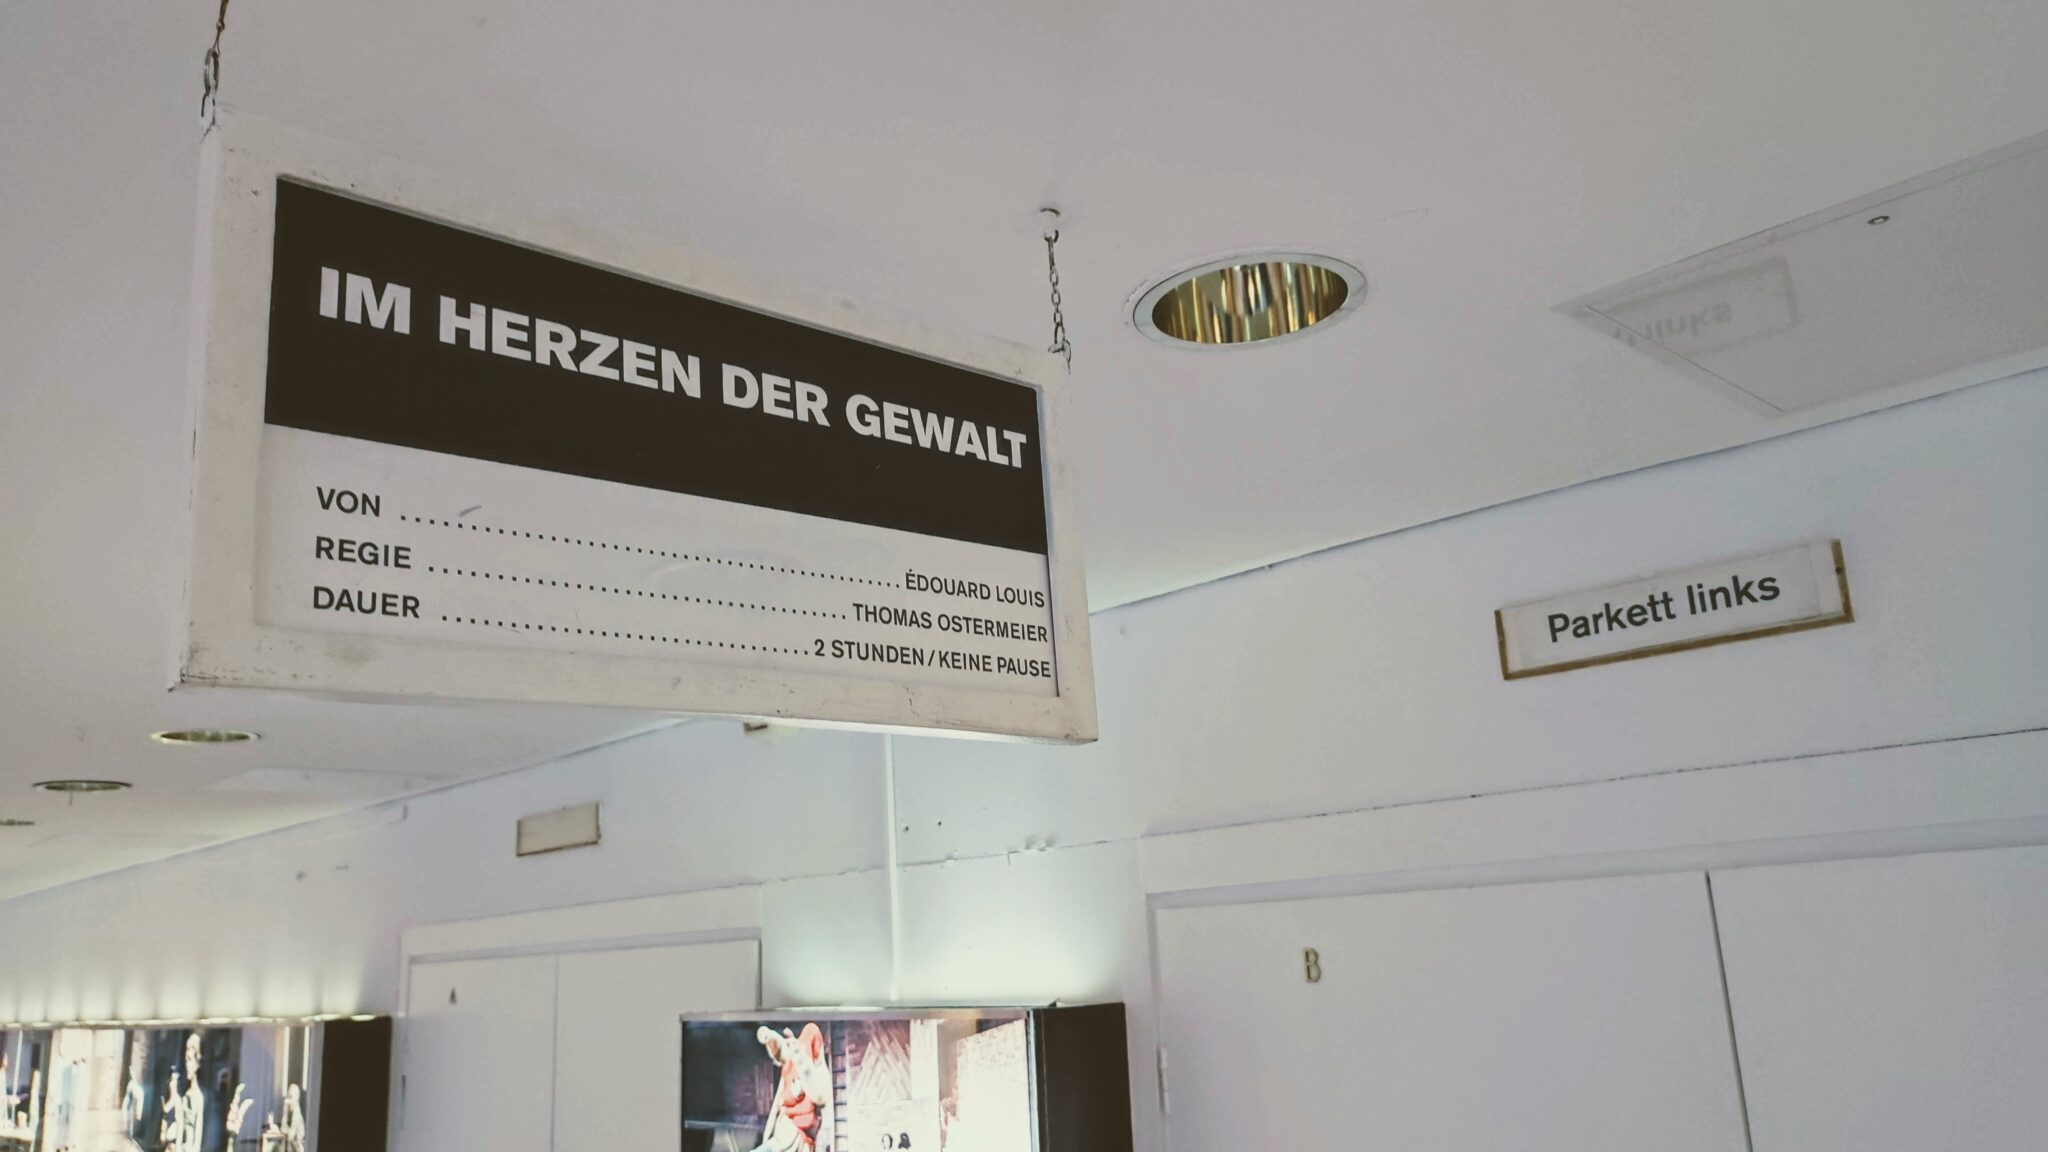 IM HERZEN DER GEWALT
VON ........................................ ÉDOUARD LOUIS
REGIE ................................. THOMAS OSTERMEIER
DAUER ............................. 2 STUNDEN / KEINE PAUSE
Parkett links
A
B